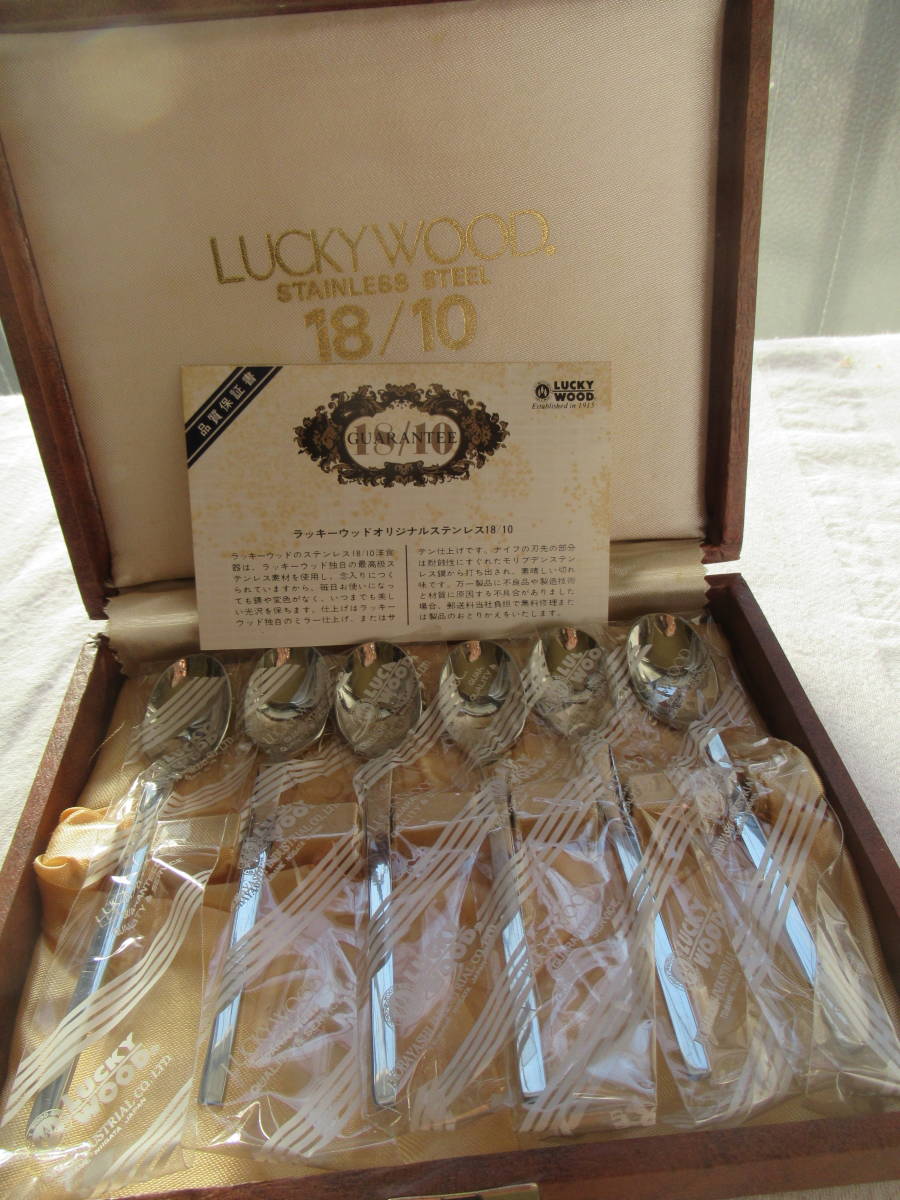 LUCKYWOOD®
STAINLESS STEEL
18/10
品質保証書
18/10
GUARANTEE
LUCKY
WOOD®
Established in 1915
ラッキーウッドオリジナルステンレス18/10
ラッキーウッドのステンレス18/10洋食
器は、ラッキーウッド独自の最高級ス
テンレス素材を使用し、念入りにつく
られていますから、毎日お使いになっ
ても錆や変色がなく、いつまでも美し
い光沢を保ちます。仕上げはラッキー
ウッド独自のミラー仕上げ、またはサ
テン仕上げです。ナイフの刃先の部分
は耐蝕性にすぐれたモリブデンステン
レス鋼から打ち出され、素晴しい切れ
味です。万一製品に不良品や製造技術
と材質に原因する不具合がありました
場合、郵送料当社負担で無料修理また
は製品のおとりかえをいたします。
LUCKY
WOOD®
LUCKY
WOOD®
LUCKY
WOOD